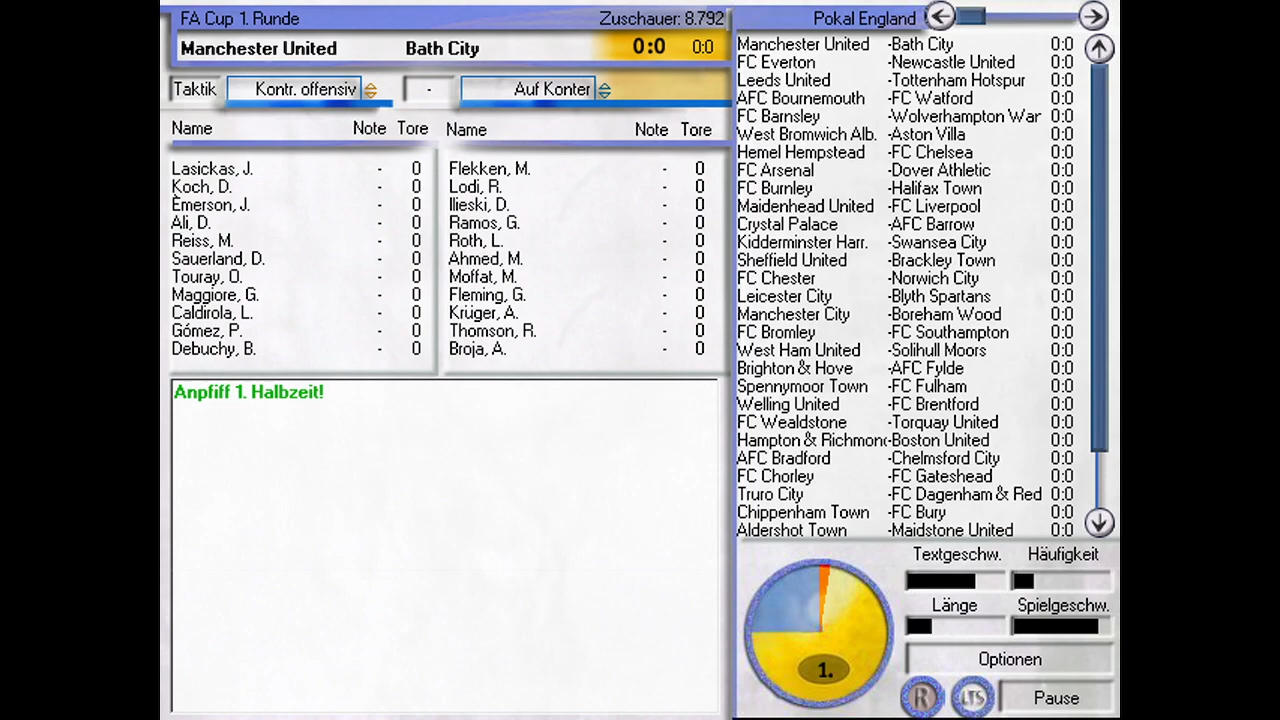 FA Cup 1. Runde Zuschauer: 8.792
Manchester United Bath City 0:0 0:0
Taktik Kontr. offensiv - Auf Konter
Name Note Tore Name Note Tore
Lasickas, J. - 0 Flekken, M. - 0
Koch, D. - 0 Lodi, R. - 0
Èmerson, J. - 0 Ilieski, D. - 0
Ali, D. - 0 Ramos, G. - 0
Reiss, M. - 0 Roth, L. - 0
Sauerland, D. - 0 Ahmed, M. - 0
Touray, O. - 0 Moffat, M. - 0
Maggiore, G. - 0 Fleming, G. - 0
Caldirola, L. - 0 Krüger, A. - 0
Gómez, P. - 0 Thomson, R. - 0
Debuchy, B. - 0 Broja, A. - 0
Anpfiff 1. Halbzeit!
Pokal England
Manchester United -Bath City 0:0
FC Everton -Newcastle United 0:0
Leeds United -Tottenham Hotspur 0:0
AFC Bournemouth -FC Watford 0:0
FC Barnsley -Wolverhampton War 0:0
West Bromwich Alb. -Aston Villa 0:0
Hemel Hempstead -FC Chelsea 0:0
FC Arsenal -Dover Athletic 0:0
FC Burnley -Halifax Town 0:0
Maidenhead United -FC Liverpool 0:0
Crystal Palace -AFC Barrow 0:0
Kidderminster Harr. -Swansea City 0:0
Sheffield United -Brackley Town 0:0
FC Chester -Norwich City 0:0
Leicester City -Blyth Spartans 0:0
Manchester City -Boreham Wood 0:0
FC Bromley -FC Southampton 0:0
West Ham United -Solihull Moors 0:0
Brighton & Hove -AFC Fylde 0:0
Spennymoor Town -FC Fulham 0:0
Welling United -FC Brentford 0:0
FC Wealdstone -Torquay United 0:0
Hampton & Richmond -Boston United 0:0
AFC Bradford -Chelmsford City 0:0
FC Chorley -FC Gateshead 0:0
Truro City -FC Dagenham & Red 0:0
Chippenham Town -FC Bury 0:0
Aldershot Town -Maidstone United 0:0
Textgeschw. Häufigkeit
Länge Spielgeschw.
1.
Optionen
R LTS Pause